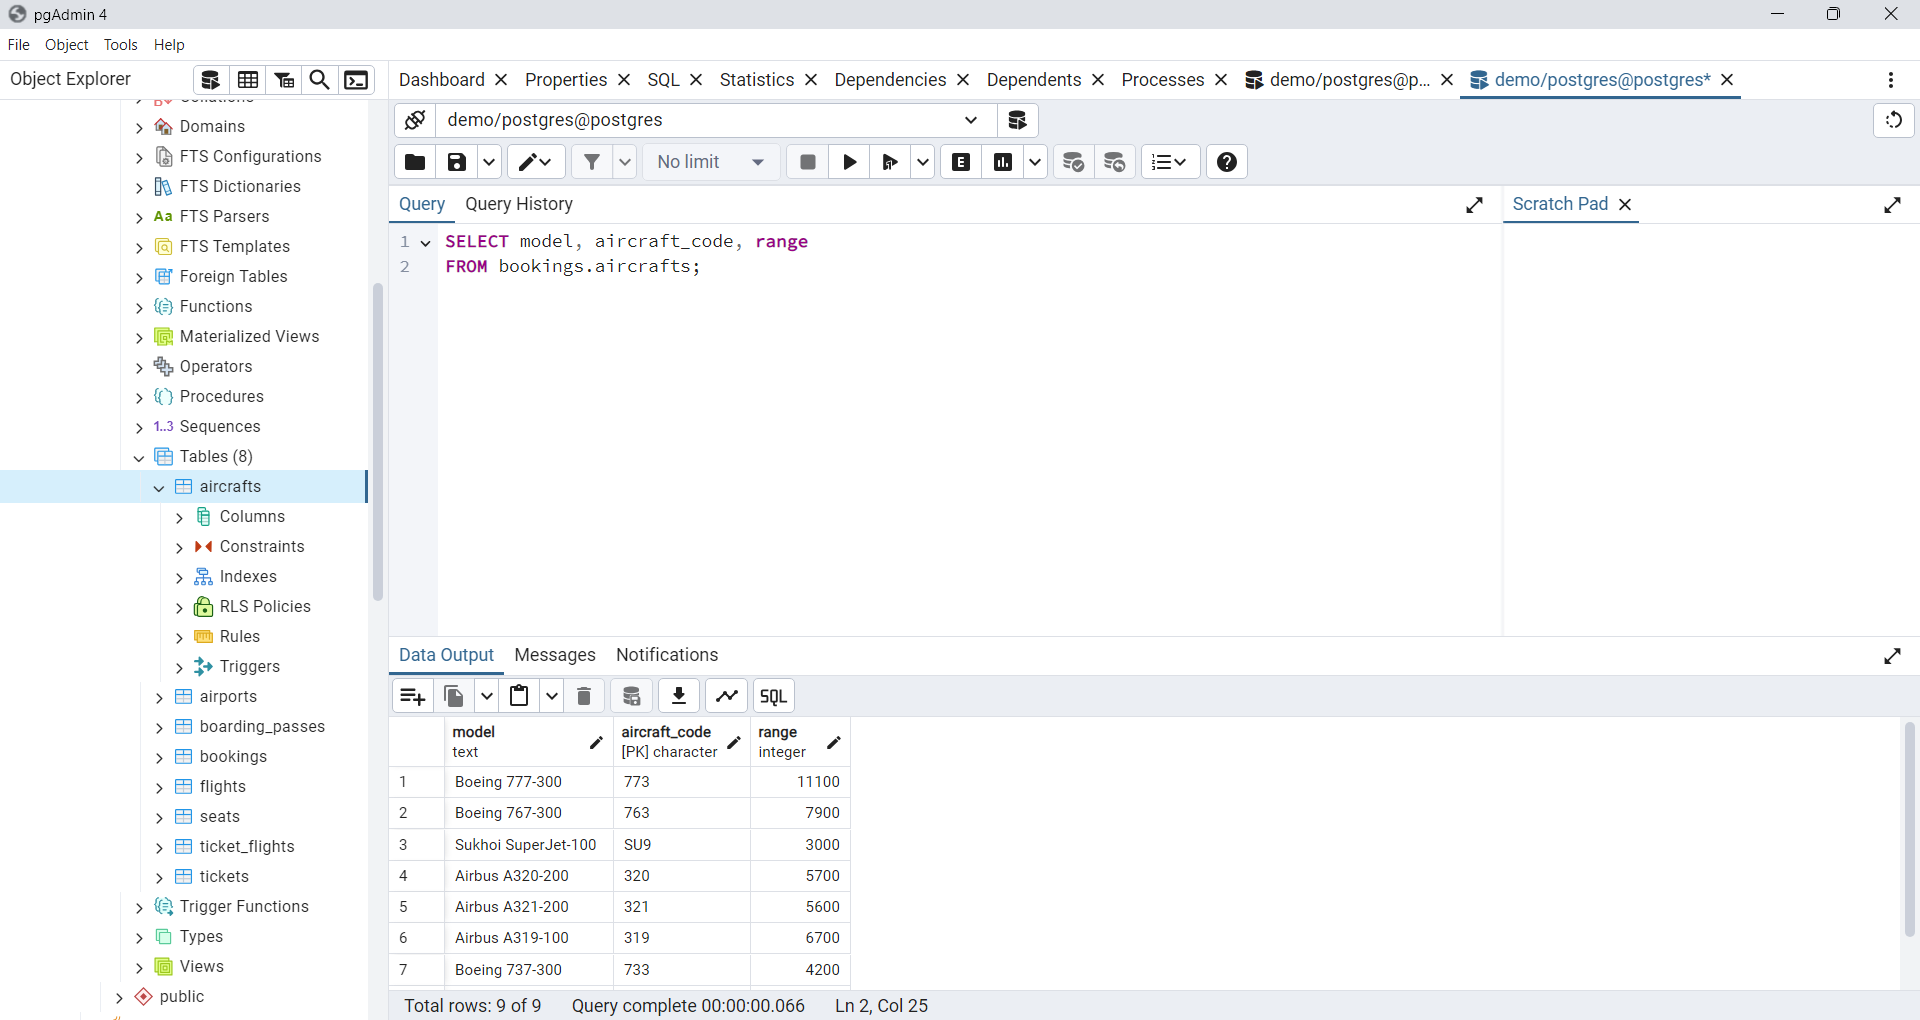 pgAdmin 4
File Object Tools Help
Object Explorer
Dashboard Properties SQL Statistics Dependencies Dependents Processes demo/postgres@p... demo/postgres@postgres*
demo/postgres@postgres
No limit
E
Query Query History
Scratch Pad
1 SELECT model, aircraft_code, range
2 FROM bookings.aircrafts;
Domains
FTS Configurations
FTS Dictionaries
Aa FTS Parsers
FTS Templates
Foreign Tables
Functions
Materialized Views
Operators
Procedures
1..3 Sequences
Tables (8)
aircrafts
Columns
Constraints
Indexes
RLS Policies
Rules
Triggers
airports
boarding_passes
bookings
flights
seats
ticket_flights
tickets
Trigger Functions
Types
Views
public
Data Output Messages Notifications
SQL
model aircraft_code range
text [PK] character integer
1 Boeing 777-300 773 11100
2 Boeing 767-300 763 7900
3 Sukhoi SuperJet-100 SU9 3000
4 Airbus A320-200 320 5700
5 Airbus A321-200 321 5600
6 Airbus A319-100 319 6700
7 Boeing 737-300 733 4200
Total rows: 9 of 9 Query complete 00:00:00.066 Ln 2, Col 25